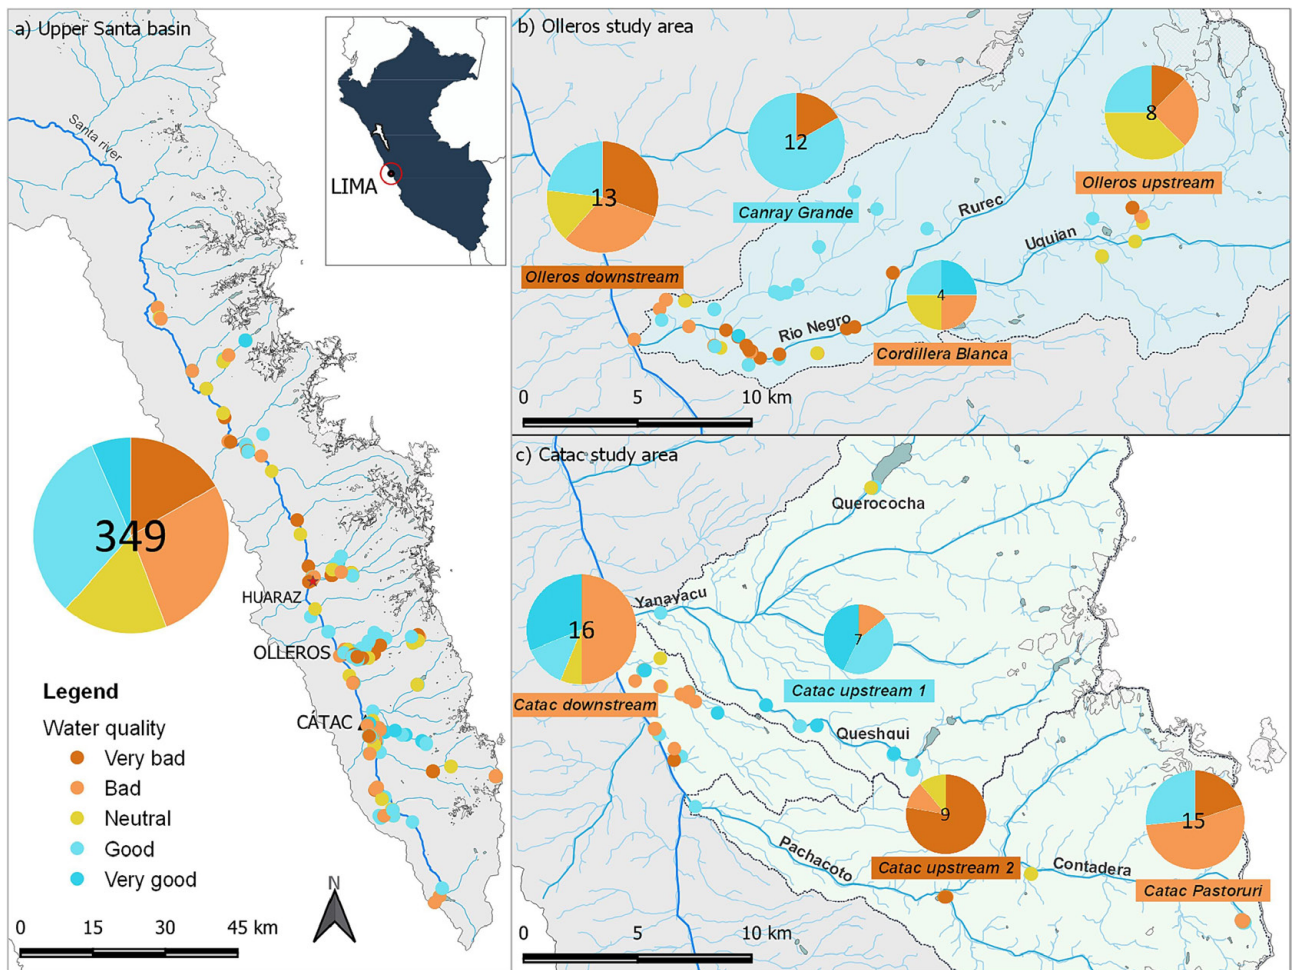 a) Upper Santa basin
Santa river
LIMA
349
HUARAZ
OLLEROS
CÁTAC
Legend
Water quality
Very bad
Bad
Neutral
Good
Very good
N
0 15 30 45 km
b) Olleros study area
8
12
13
Olleros upstream
Canray Grande
Rurec
Uquian
Olleros downstream
4
Rio Negro
Cordillera Blanca
0 5 10 km
c) Catac study area
Querococha
Yanayacu
16
7
Catac upstream 1
Catac downstream
Queshqui
9
15
Pachacoto
Catac upstream 2
Contadera
Catac Pastoruri
0 5 10 km